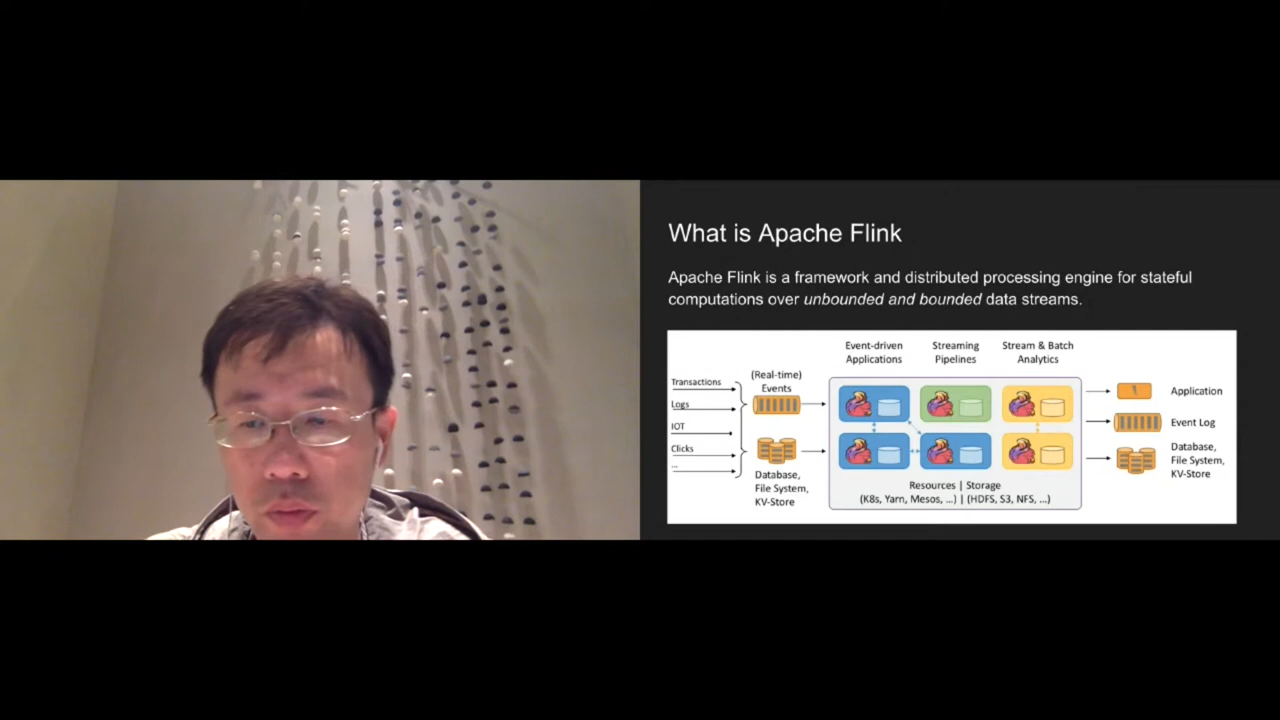 What is Apache Flink
Apache Flink is a framework and distributed processing engine for stateful
computations over unbounded and bounded data streams.
Event-driven
Applications
Streaming
Pipelines
Stream & Batch
Analytics
Transactions
Logs
IOT
Clicks
...
(Real-time)
Events
Database,
File System,
KV-Store
Resources | Storage
(K8s, Yarn, Mesos, ...) | (HDFS, S3, NFS, ...)
Application
Event Log
Database,
File System,
KV-Store